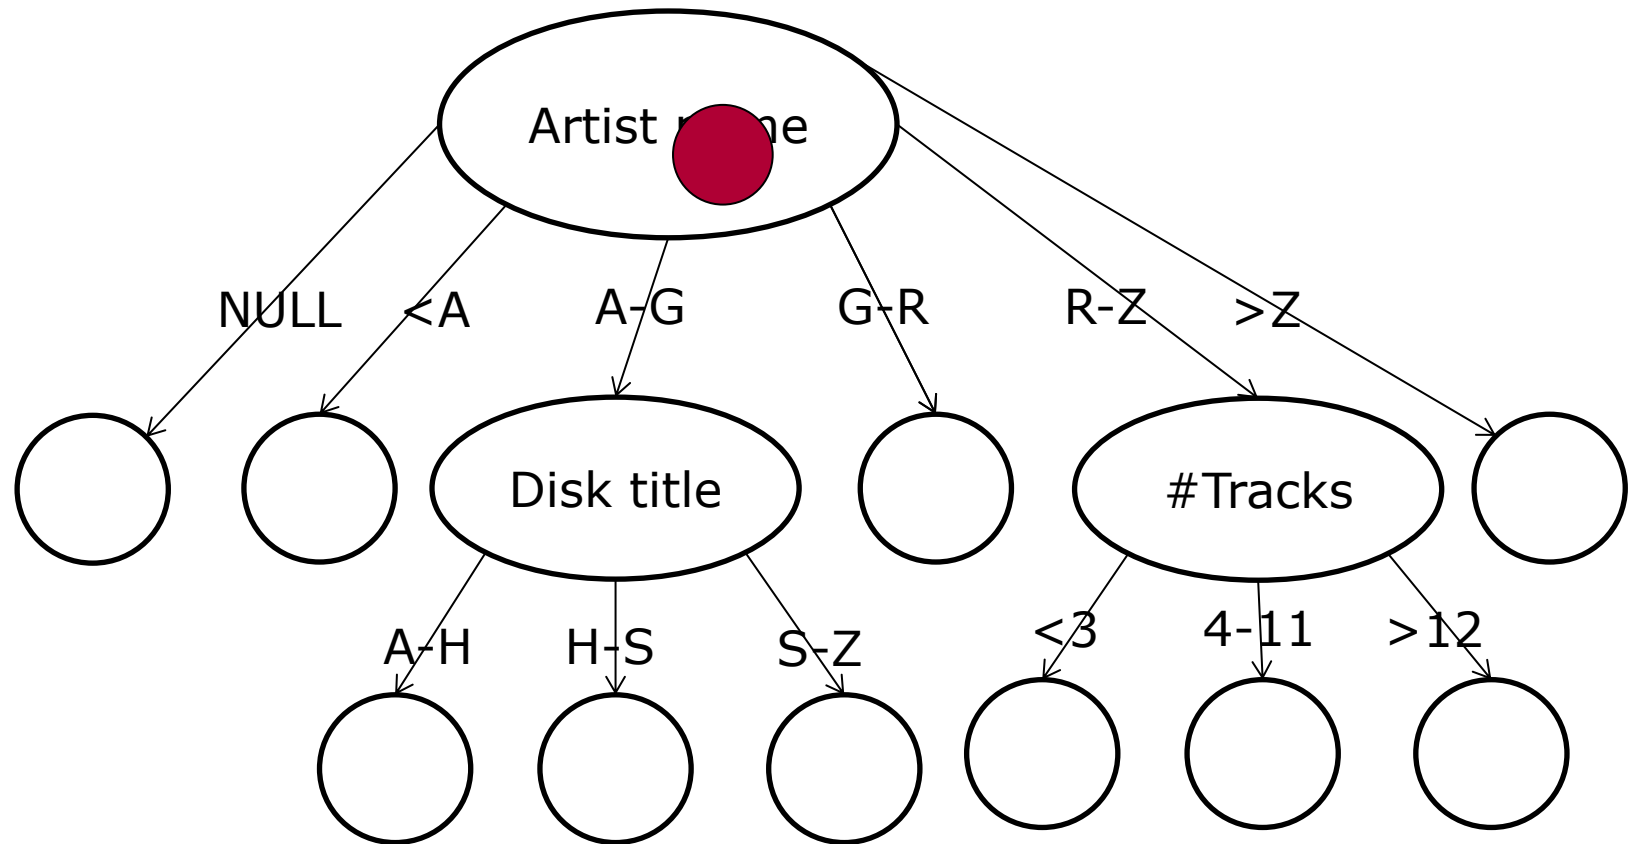 Artist
NULL
<A
A-G
G-R
R-Z
>Z
Disk title
#Tracks
A-H
H-S
S-Z
<3
4-11
>12